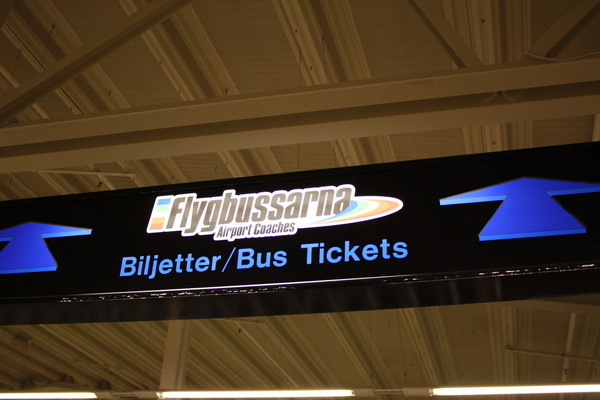 Flygbussarna
Airport Coaches
Biljetter/Bus Tickets